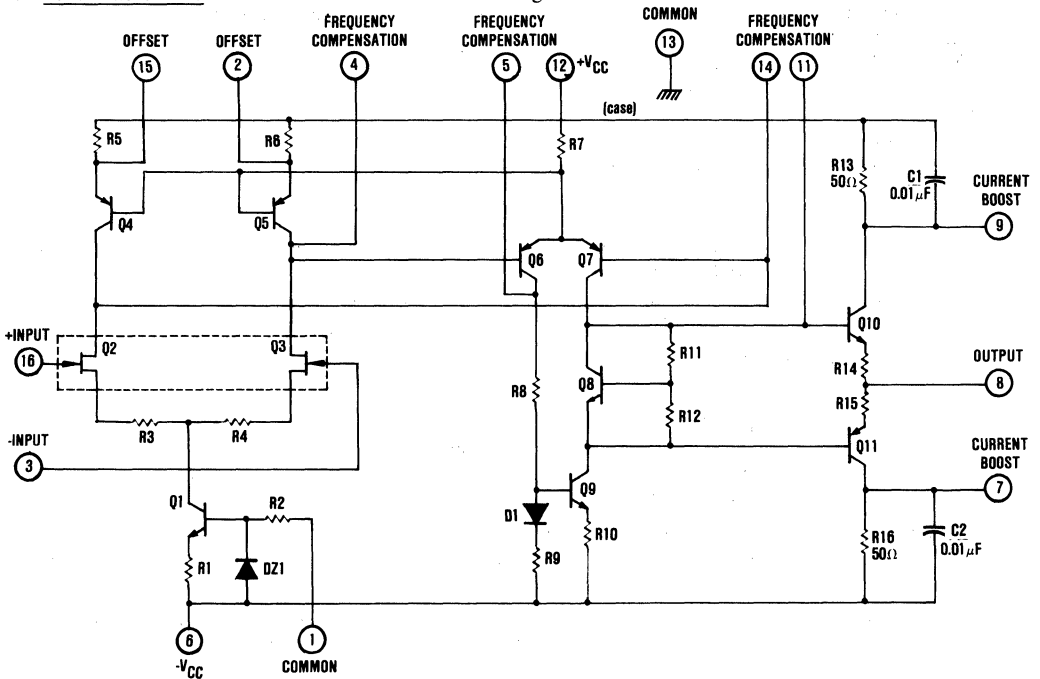 FREQUENCY COMPENSATION
FREQUENCY COMPENSATION
COMMON
FREQUENCY COMPENSATION
OFFSET
OFFSET
15
2
4
5
12
+VCC
13
14
11
(case)
R5
R6
R7
R13
50Ω
C1
0.01μF
CURRENT BOOST
9
Q4
Q5
Q6
Q7
+INPUT
16
Q2
Q3
Q10
R11
R14
OUTPUT
8
R8
Q8
R12
R15
R3
R4
-INPUT
3
Q11
CURRENT BOOST
7
Q1
R2
D1
Q9
R10
R1
DZ1
R9
R16
50Ω
C2
0.01μF
6
-VCC
1
COMMON